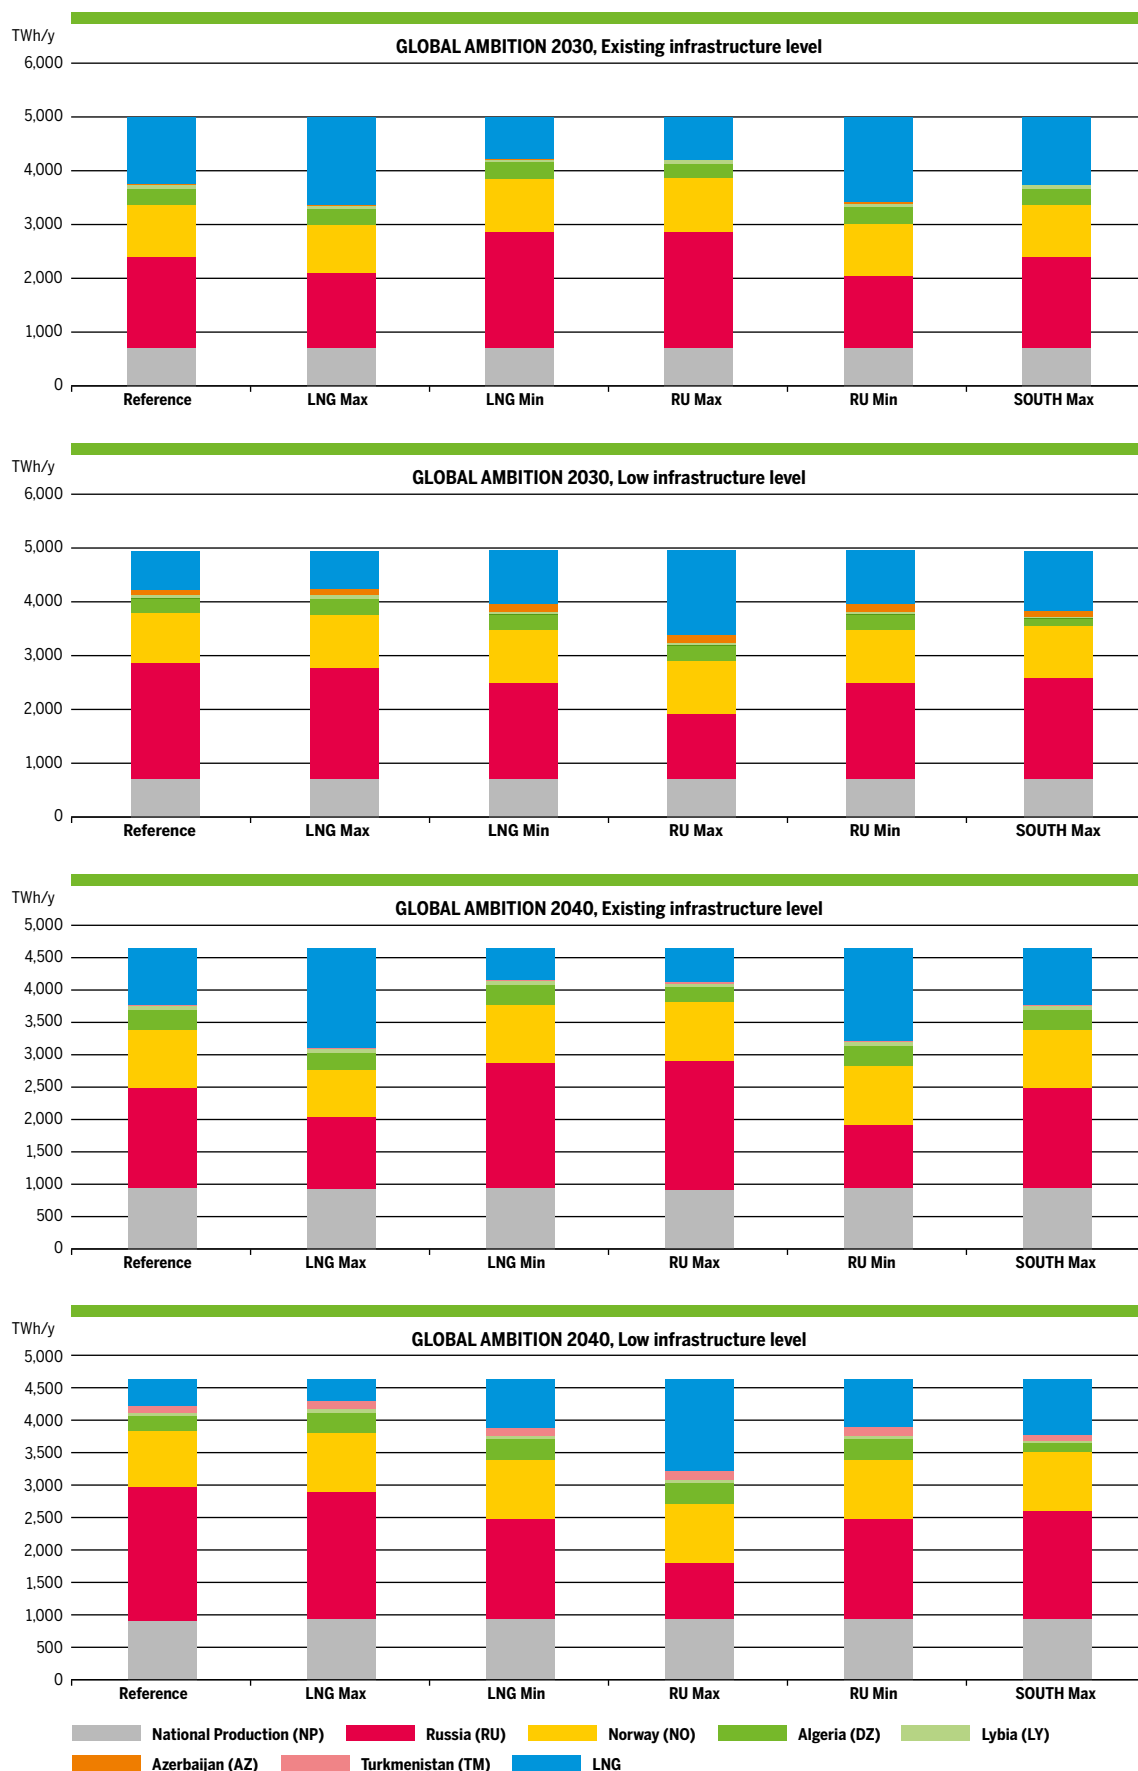 TWh/y
GLOBAL AMBITION 2030, Existing infrastructure level
6,000
5,000
4,000
3,000
2,000
1,000
0
Reference LNG Max LNG Min RU Max RU Min SOUTH Max
TWh/y
GLOBAL AMBITION 2030, Low infrastructure level
6,000
5,000
4,000
3,000
2,000
1,000
0
Reference LNG Max LNG Min RU Max RU Min SOUTH Max
TWh/y
GLOBAL AMBITION 2040, Existing infrastructure level
5,000
4,500
4,000
3,500
3,000
2,500
2,000
1,500
1,000
500
0
Reference LNG Max LNG Min RU Max RU Min SOUTH Max
TWh/y
GLOBAL AMBITION 2040, Low infrastructure level
5,000
4,500
4,000
3,500
3,000
2,500
2,000
1,500
1,000
500
0
Reference LNG Max LNG Min RU Max RU Min SOUTH Max
National Production (NP) Russia (RU) Norway (NO) Algeria (DZ) Lybia (LY)
Azerbaijan (AZ) Turkmenistan (TM) LNG